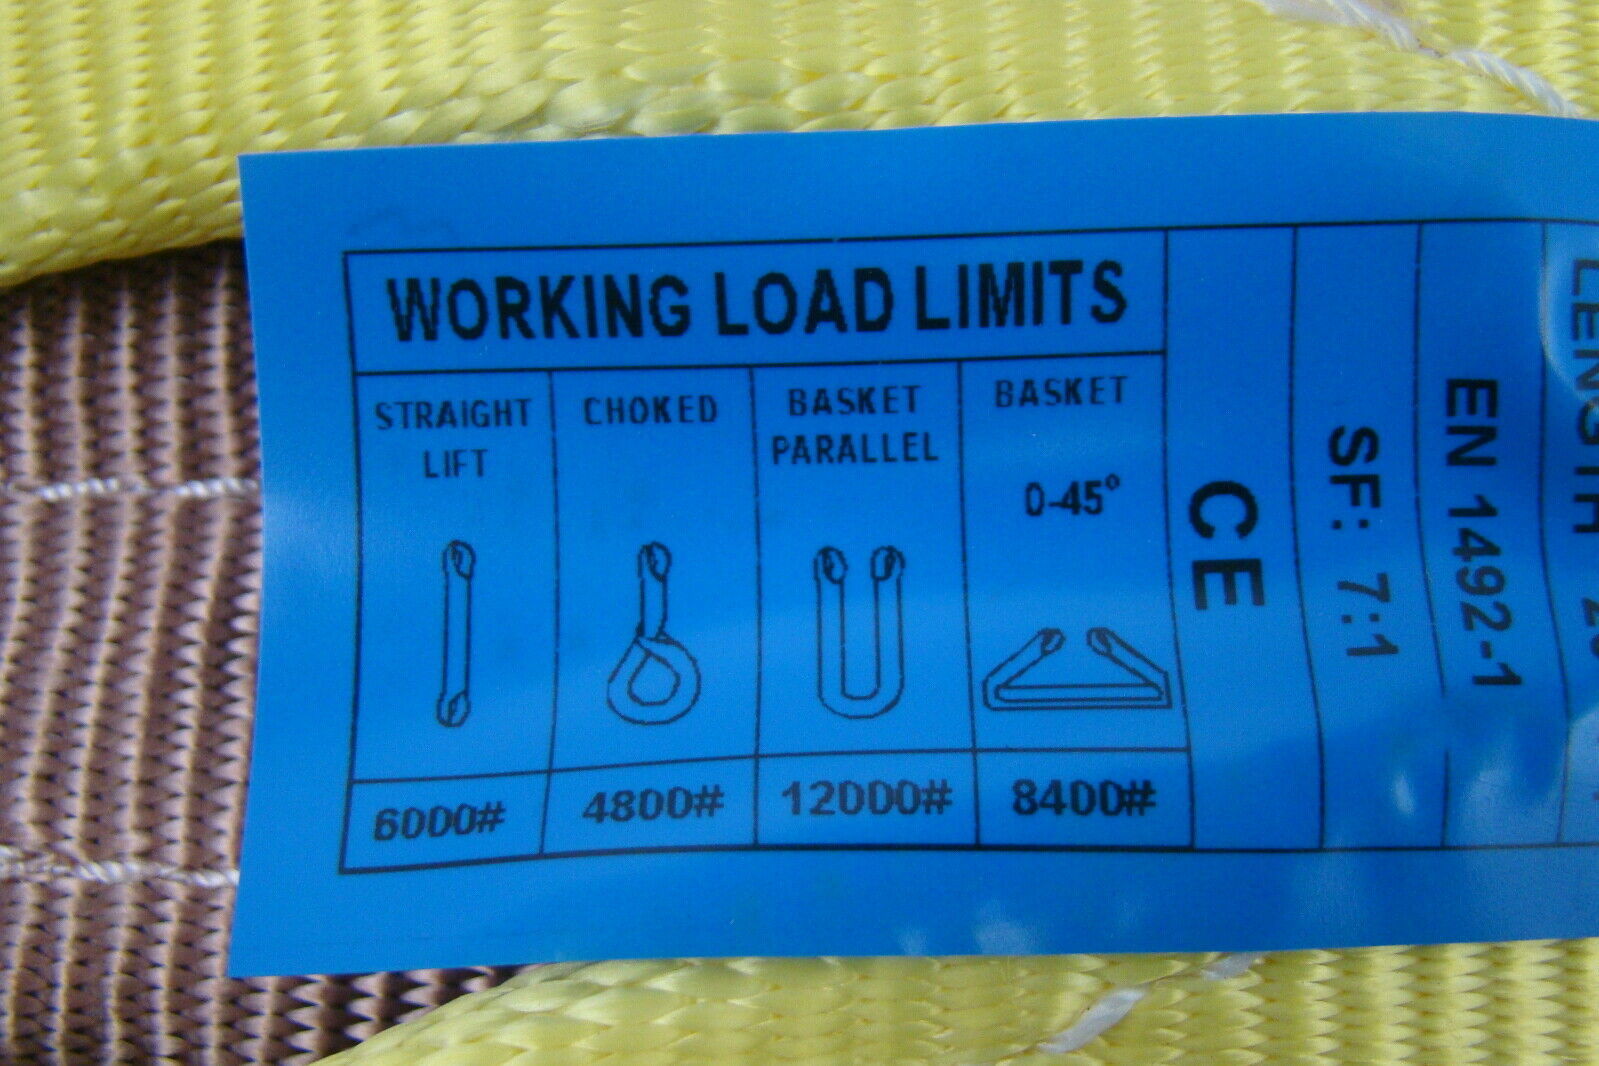 WORKING LOAD LIMITS
STRAIGHT
LIFT
CHOKED
BASKET
PARALLEL
BASKET
0-45°
6000#
4800#
12000#
8400#
CE
SF: 7:1
EN 1492-1
LENGTH